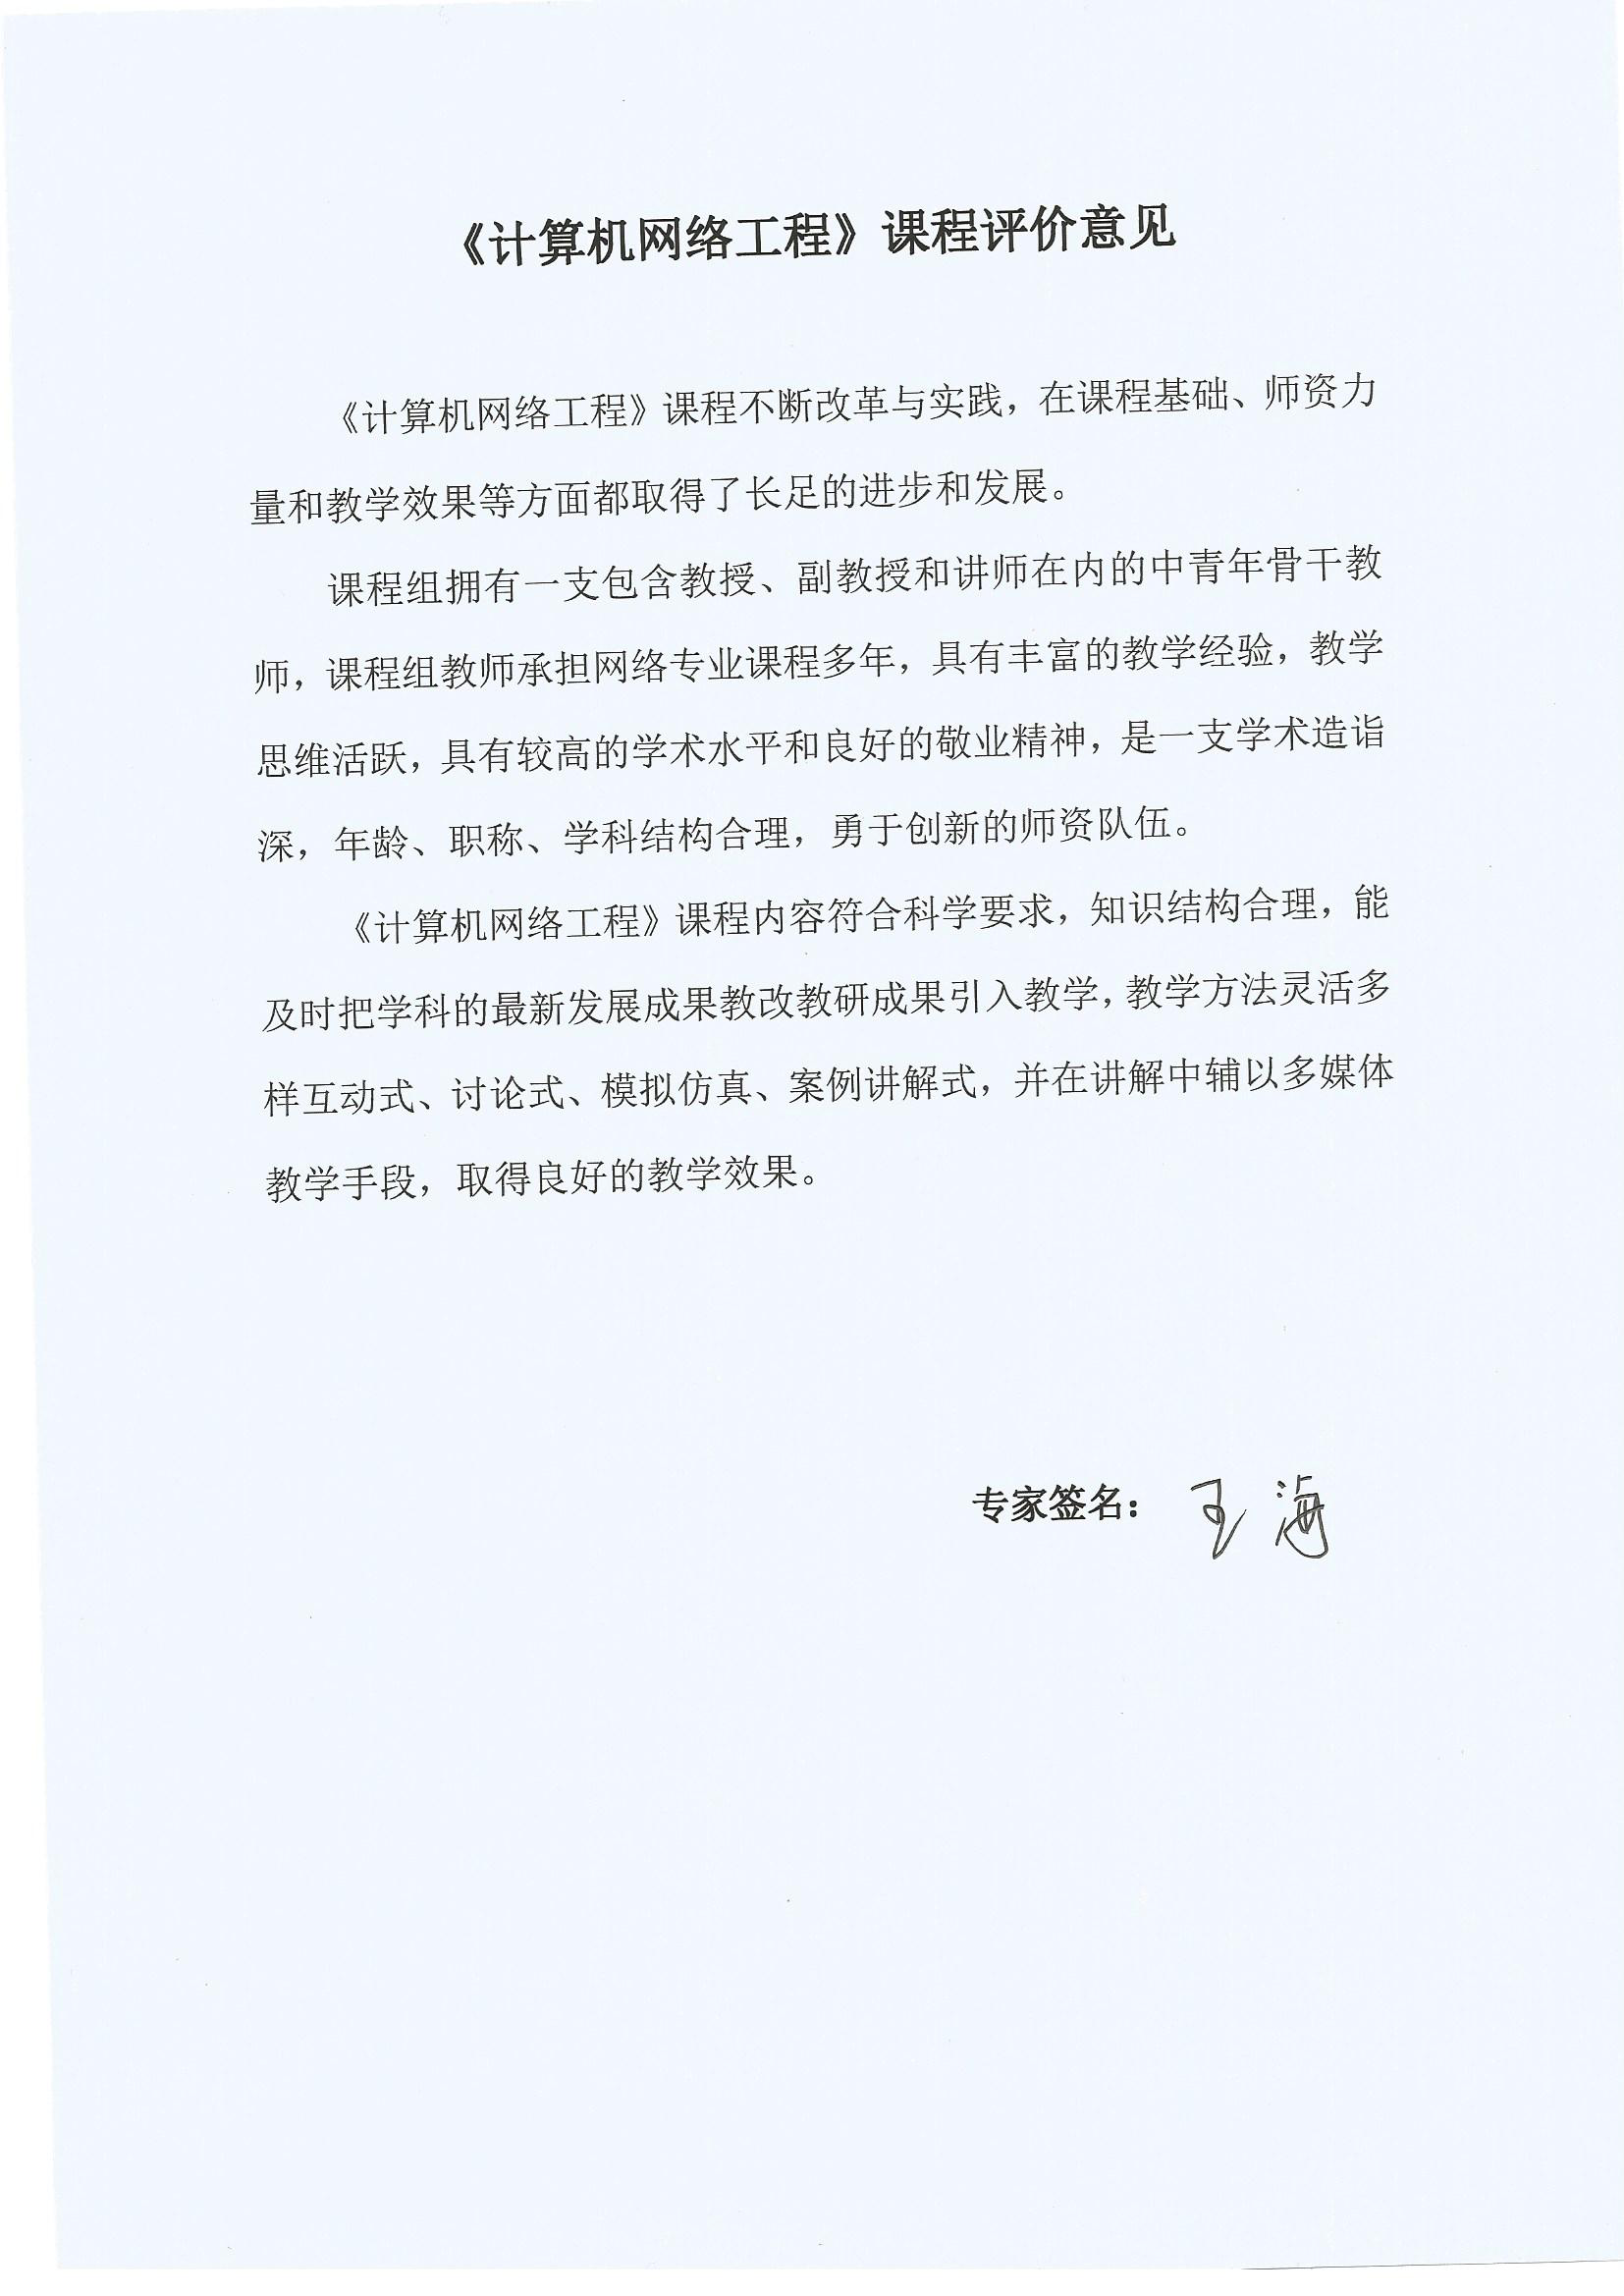 《计算机网络工程》课程评价意见
《计算机网络工程》课程不断改革与实践，在课程基础、师资力
量和教学效果等方面都取得了长足的进步和发展。
课程组拥有一支包含教授、副教授和讲师在内的中青年骨干教
师，课程组教师承担网络专业课程多年，具有丰富的教学经验，教学
思维活跃，具有较高的学术水平和良好的敬业精神，是一支学术造诣
深，年龄、职称、学科结构合理，勇于创新的师资队伍。
《计算机网络工程》课程内容符合科学要求，知识结构合理，能
及时把学科的最新发展成果教改教研成果引入教学，教学方法灵活多
样互动式、讨论式、模拟仿真、案例讲解式，并在讲解中辅以多媒体
教学手段，取得良好的教学效果。
专家签名：王海